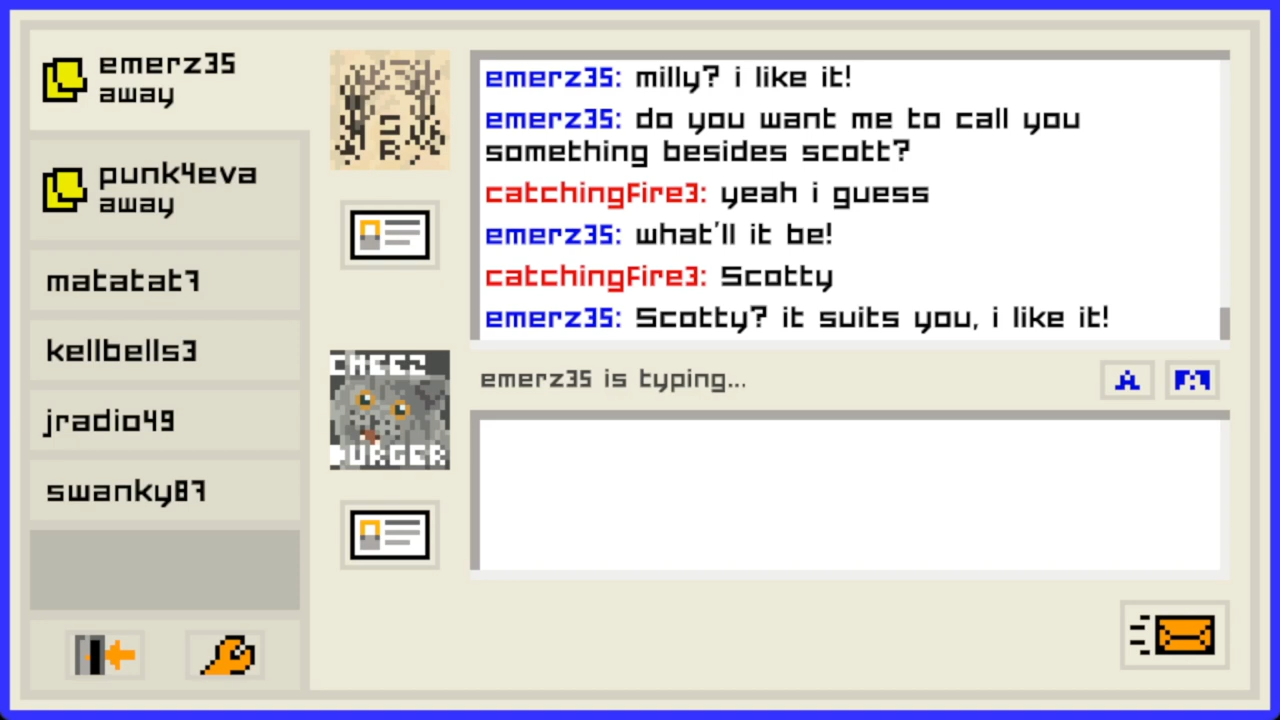 emerz35
away
punk4eva
away
matatat7
kellbells3
jradio49
swanky87
emerz35: milly? i like it!
emerz35: do you want me to call you
something besides scott?
catchingfire3: yeah i guess
emerz35: what'll it be!
catchingfire3: Scotty
emerz35: Scotty? it suits you, i like it!
emerz35 is typing...
A
CHEEZ
BURGER